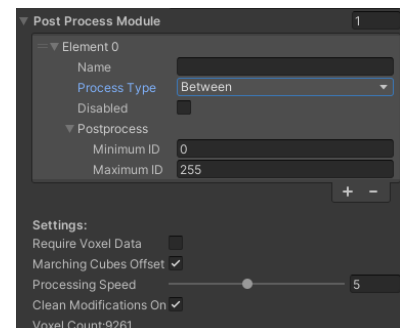 Post Process Module 1
Element 0
Name
Process Type Between
Disabled
Postprocess
Minimum ID 0
Maximum ID 255
+ -
Settings:
Require Voxel Data
Marching Cubes Offset
Processing Speed 5
Clean Modifications On
Voxel Count:9261